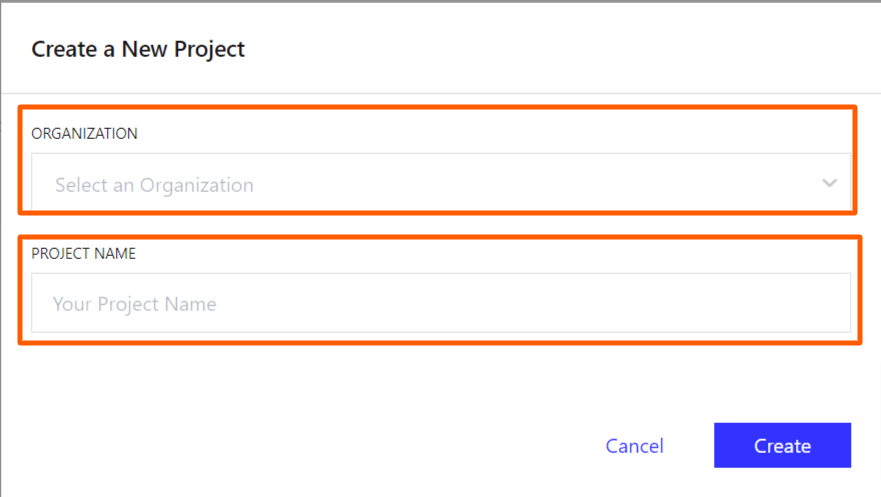 Create a New Project
ORGANIZATION
Select an Organization
PROJECT NAME
Your Project Name
Cancel
Create